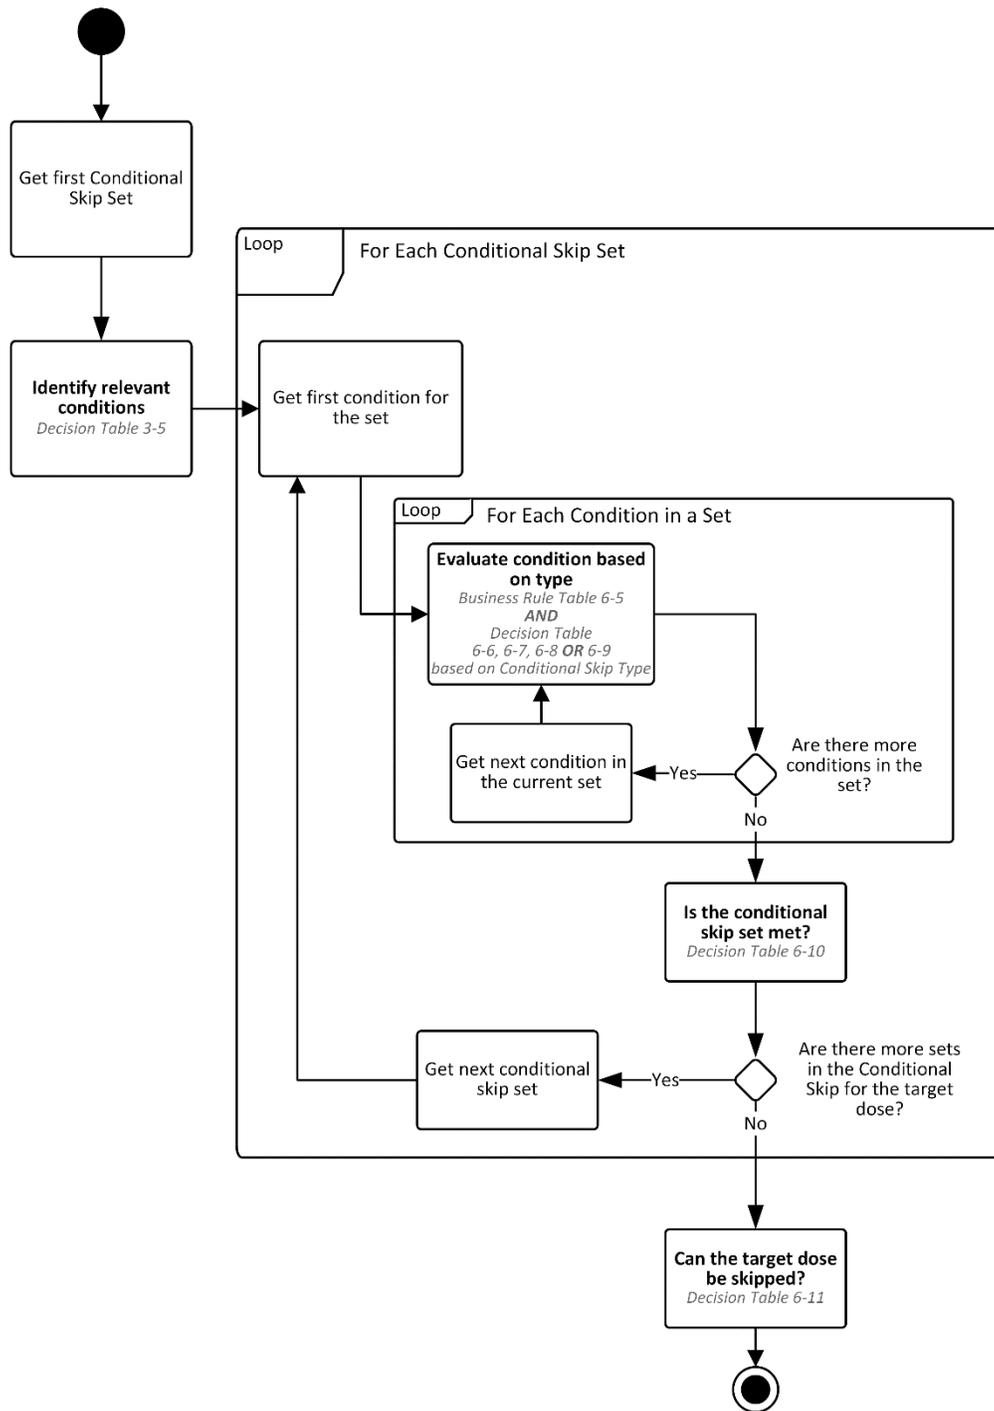 Get first Conditional
Skip Set
Loop
For Each Conditional Skip Set
Identify relevant
conditions
Decision Table 3-5
Get first condition for
the set
Loop
For Each Condition in a Set
Evaluate condition based
on type
Business Rule Table 6-5
AND
Decision Table
6-6, 6-7, 6-8 OR 6-9
based on Conditional Skip Type
Get next condition in
the current set
Yes
Are there more
conditions in the
set?
No
Is the conditional
skip set met?
Decision Table 6-10
Get next conditional
skip set
Yes
Are there more sets
in the Conditional
Skip for the target
dose?
No
Can the target dose
be skipped?
Decision Table 6-11